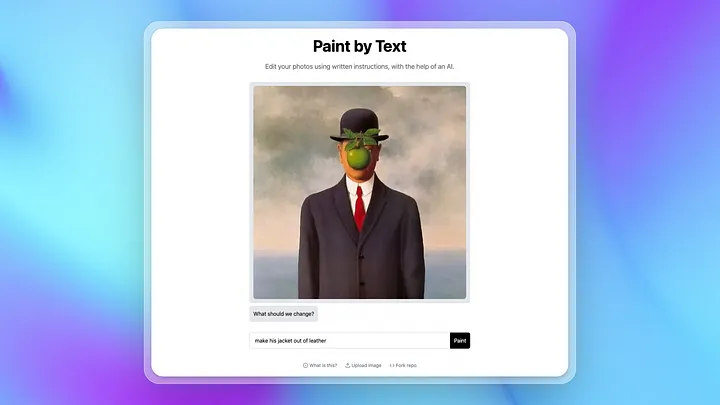 Paint by Text
Edit your photos using written instructions, with the help of an AI.
What should we change?
make his jacket out of leather
Paint
What is this?
Upload image
Fork repo